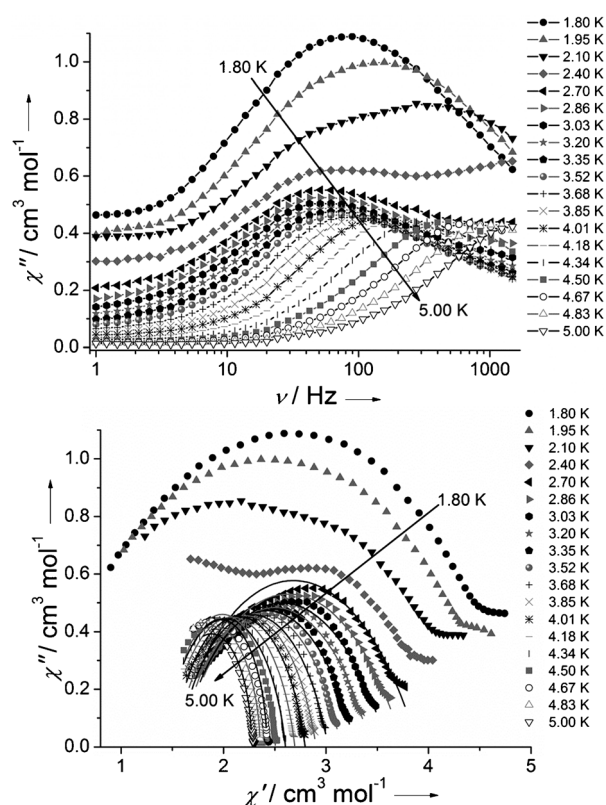 χ″/ cm³ mol⁻¹
1.0
0.8
0.6
0.4
0.2
0.0
1 10 100 1000
ν / Hz
1.80 K
5.00 K
1.80 K
1.95 K
2.10 K
2.40 K
2.70 K
2.86 K
3.03 K
3.20 K
3.35 K
3.52 K
3.68 K
3.85 K
4.01 K
4.18 K
4.34 K
4.50 K
4.67 K
4.83 K
5.00 K
χ″/ cm³ mol⁻¹
1.0
0.8
0.6
0.4
0.2
0.0
1 2 3 4 5
χ′/ cm³ mol⁻¹
1.80 K
5.00 K
1.80 K
1.95 K
2.10 K
2.40 K
2.70 K
2.86 K
3.03 K
3.20 K
3.35 K
3.52 K
3.68 K
3.85 K
4.01 K
4.18 K
4.34 K
4.50 K
4.67 K
4.83 K
5.00 K